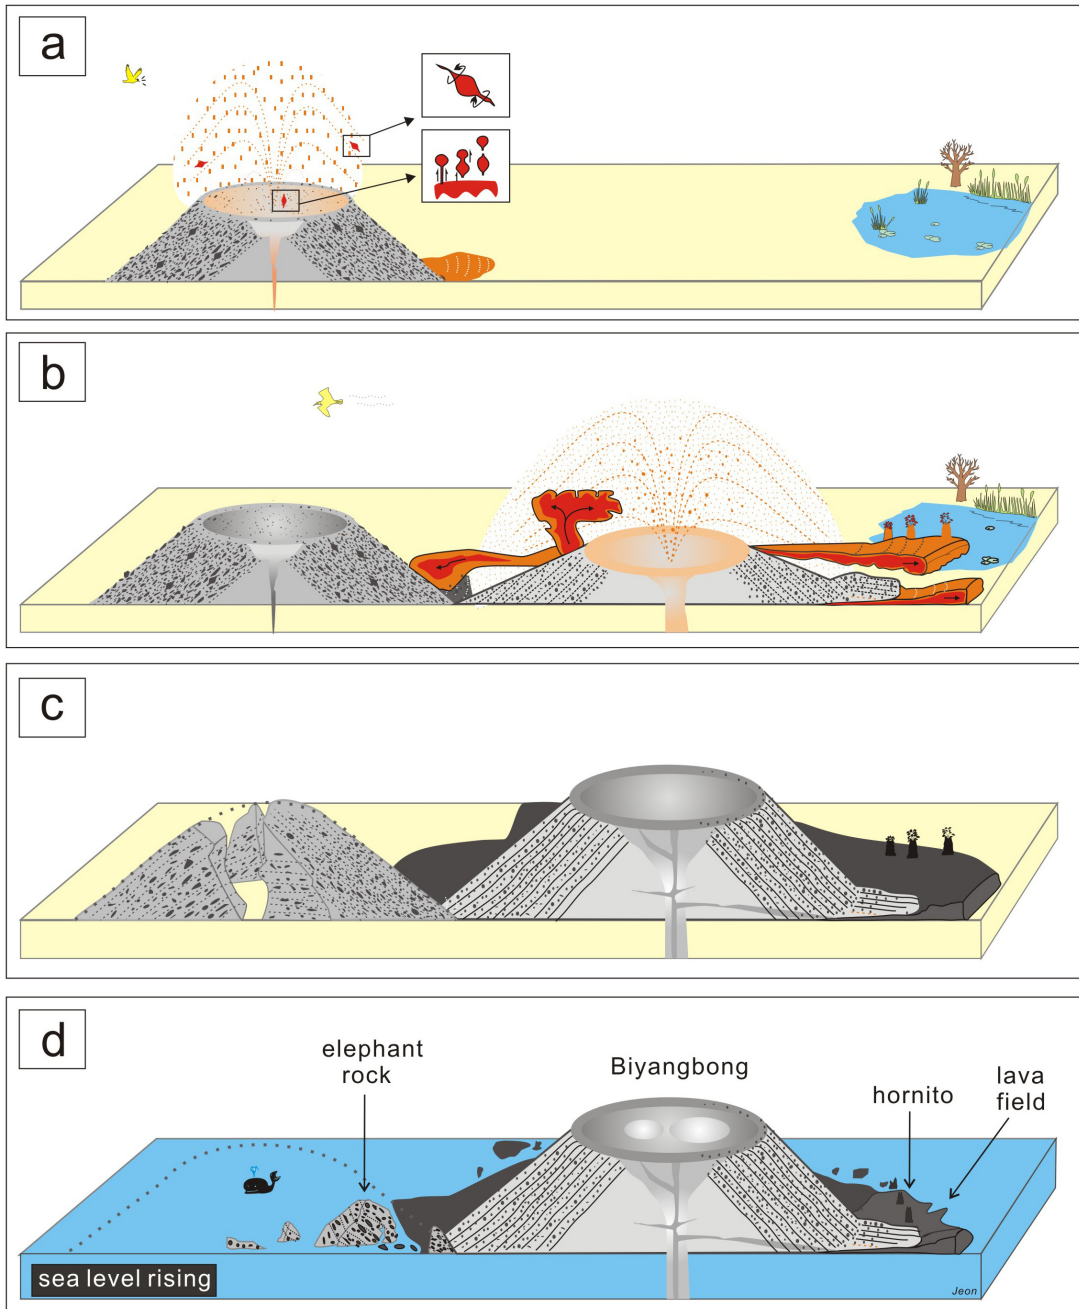 a
b
c
d
elephant
rock
Biyangbong
hornito
lava
field
sea level rising
Jeon